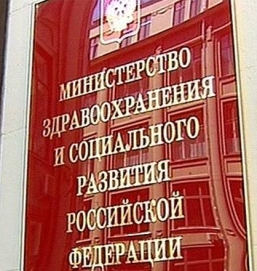 МИНИСТЕРСТВО
ЗДРАВООХРАНЕНИЯ
И СОЦИАЛЬНОГО
РАЗВИТИЯ
РОССИЙСКОЙ
ФЕДЕРАЦИИ